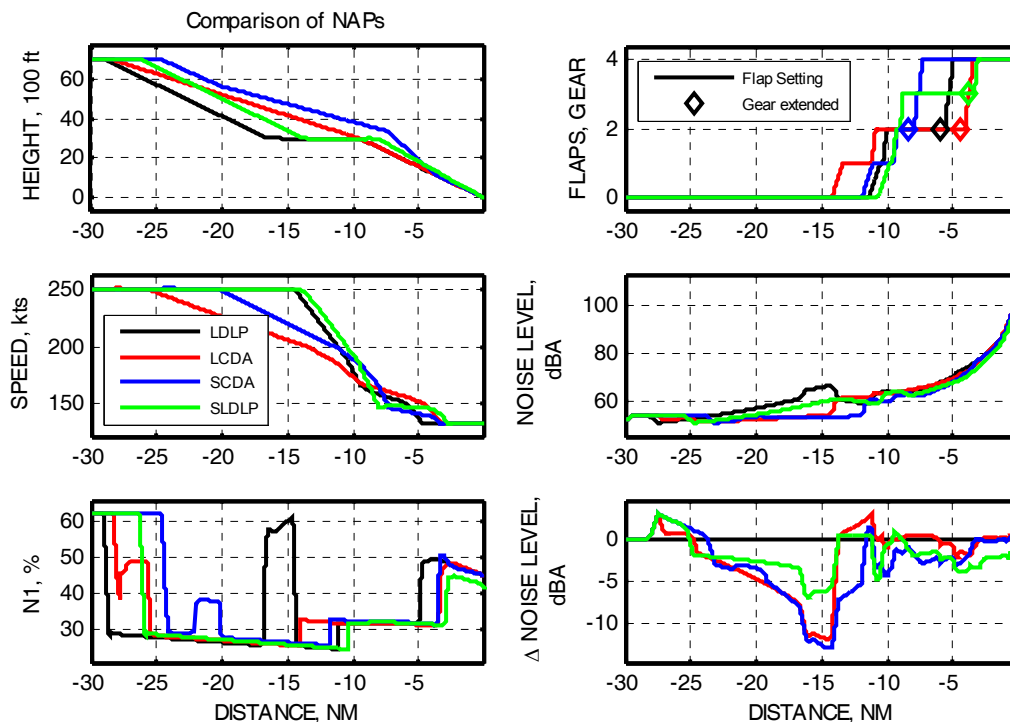 Comparison of NAPs
HEIGHT, 100 ft
60
40
20
0
-30 -25 -20 -15 -10 -5
FLAPS, GEAR
4
2
0
Flap Setting
Gear extended
-30 -25 -20 -15 -10 -5
SPEED, kts
250
200
150
LDLP
LCDA
SCDA
SLDLP
-30 -25 -20 -15 -10 -5
NOISE LEVEL,
dBA
100
80
60
-30 -25 -20 -15 -10 -5
N1, %
60
50
40
30
-30 -25 -20 -15 -10 -5
DISTANCE, NM
Δ NOISE LEVEL,
dBA
0
-5
-10
-30 -25 -20 -15 -10 -5
DISTANCE, NM